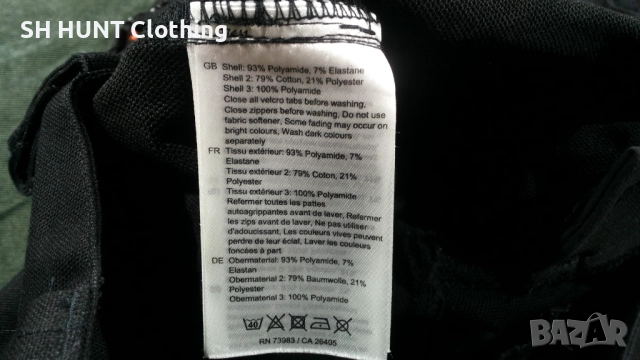 SH HUNT Clothing
GB Shell: 93% Polyamide, 7% Elastane
Shell 2: 79% Cotton, 21% Polyester
Shell 3: 100% Polyamide
Close all velcro tabs before washing,
Close zippers before washing, Do not use
fabric softener, Some fading may occur on
bright colours, Wash dark colours
separately
FR Tissu extérieur: 93% Polyamide, 7%
Elastane
Tissu extérieur 2: 79% Coton, 21%
Polyester
Tissu extérieur 3: 100% Polyamide
Refermer toutes les pattes
autoagrippantes avant de laver, Refermer
les zips avant de laver, Ne pas utiliser
d'adoucissant, Les couleurs vives peuvent
perdre de leur éclat, Laver les couleurs
foncées à part
DE Obermaterial: 93% Polyamide, 7%
Elastan
Obermaterial 2: 79% Baumwolle, 21%
Polyester
Obermaterial 3: 100% Polyamide
40
RN 73983 / CA 26495
BAZAR